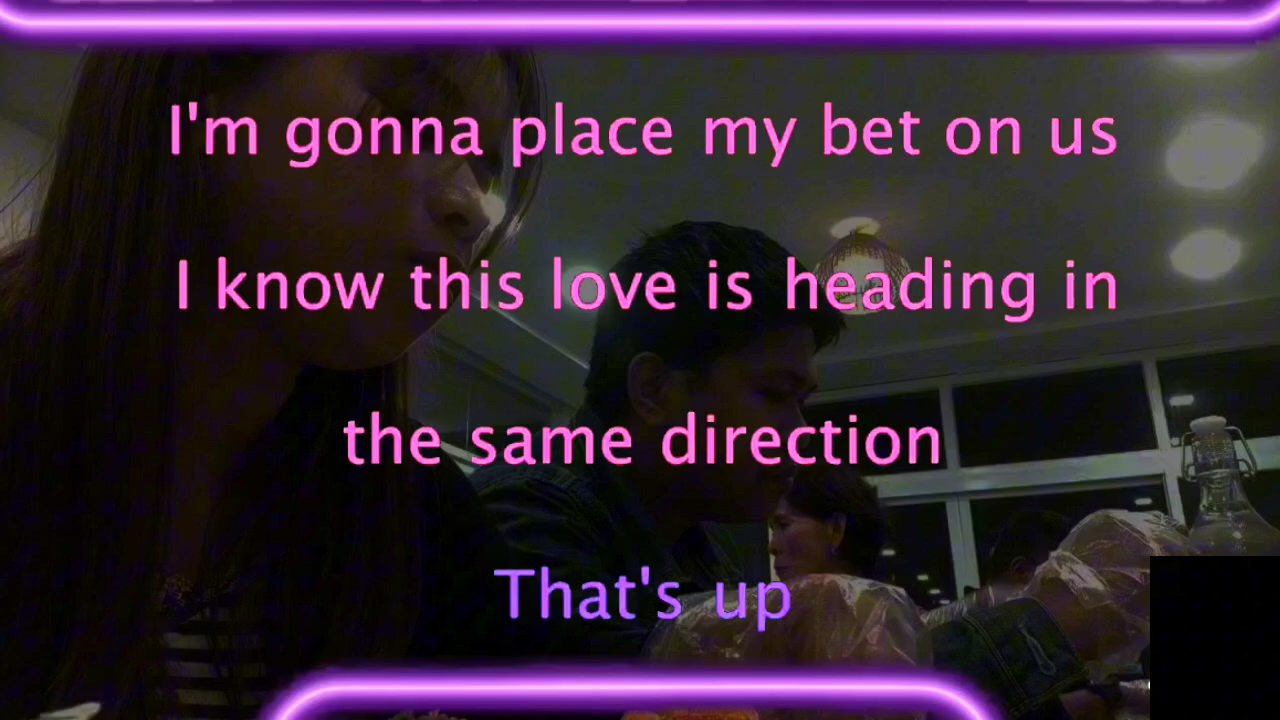 I'm gonna place my bet on us
I know this love is heading in
the same direction
That's up